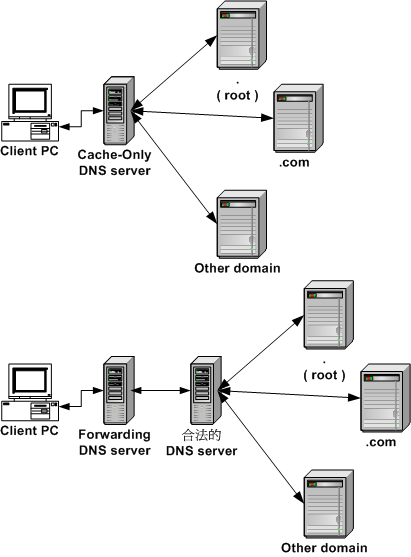 .
( root )
.com
Client PC
Cache-Only
DNS server
Other domain
.
( root )
.com
Client PC
Forwarding
DNS server
合法的
DNS server
Other domain